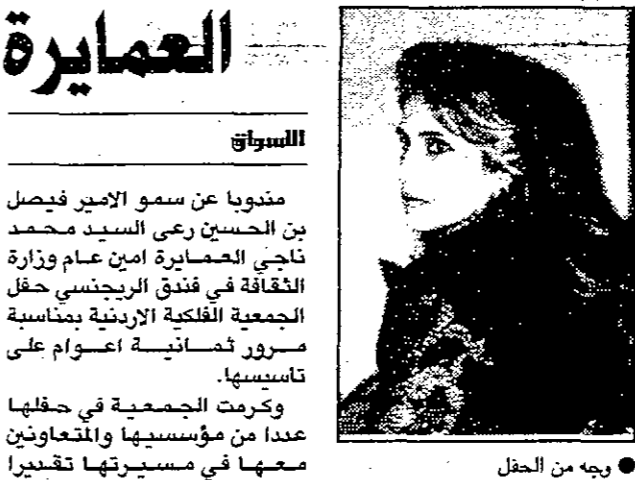 العمايرة
اللسواق
مندوبا عن سمو الامير فيصل
بن الحسين رعى السيد محمد
ناجي العمايرة امين عام وزارة
الثقافة في فندق الريجنسي حفل
الجمعية الفلكية الاردنية بمناسبة
مرور ثمانية اعوام على
تاسيسها.
وكرمت الجمعية في حفلها
عددا من مؤسسيها والمتعاونين
معها في مسيرتها تقديرا
● وجه من الحفل